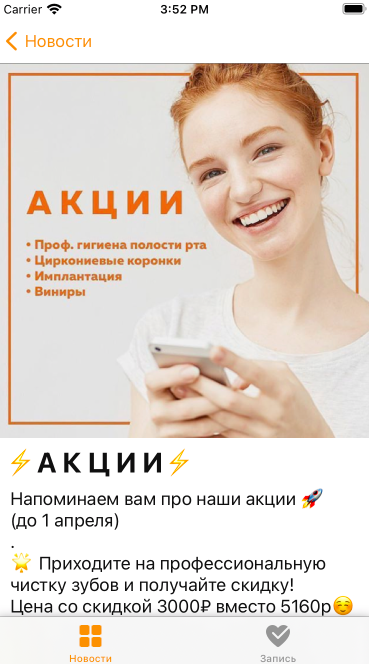 Carrier 3:52 PM
Новости
АКЦИИ
• Проф. гигиена полости рта
• Циркониевые коронки
• Имплантация
• Виниры
⚡АКЦИИ⚡
Напоминаем вам про наши акции 🚀
(до 1 апреля)
.
🌟 Приходите на профессиональную
чистку зубов и получайте скидку!
Цена со скидкой 3000₽ вместо 5160р☺️
Новости Запись